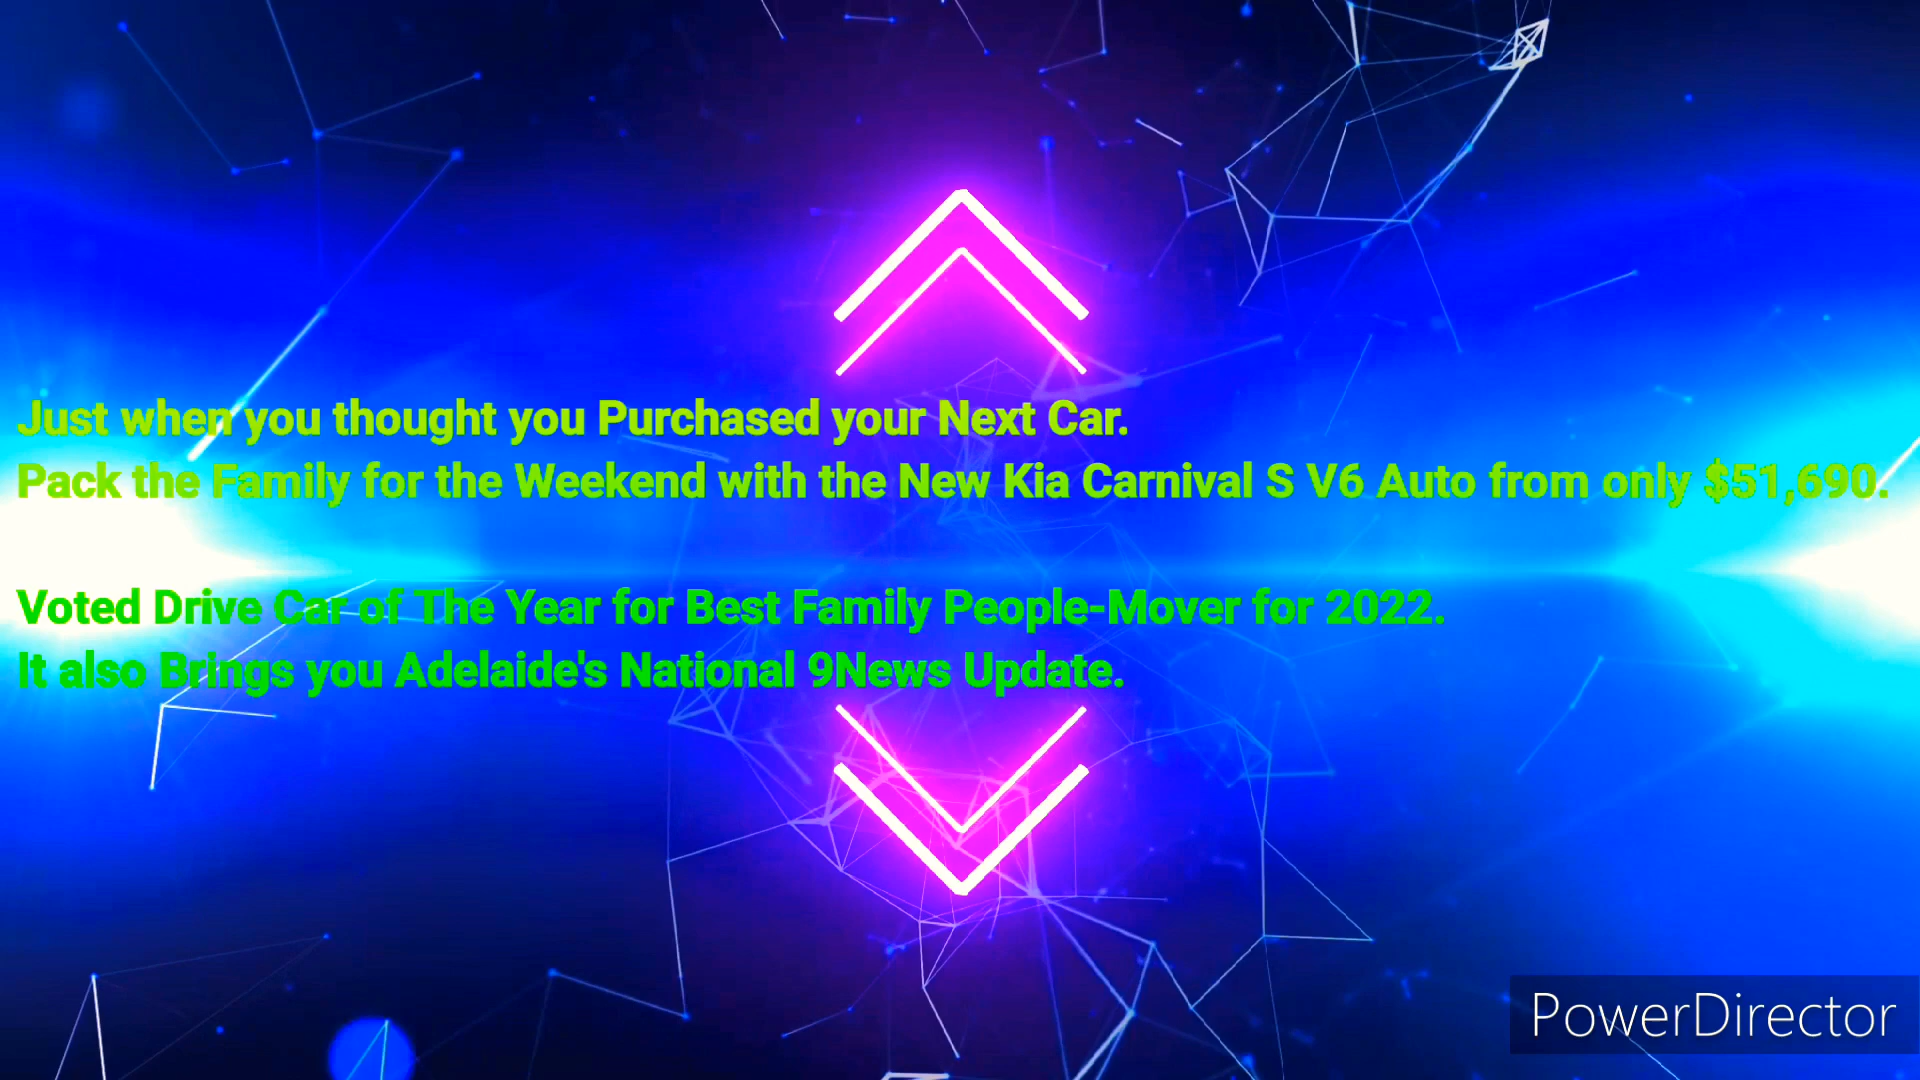 Just when you thought you Purchased your Next Car.
Pack the Family for the Weekend with the New Kia Carnival S V6 Auto from only $51,690.
Voted Drive Car of The Year for Best Family People-Mover for 2022.
It also Brings you Adelaide's National 9News Update.
PowerDirector